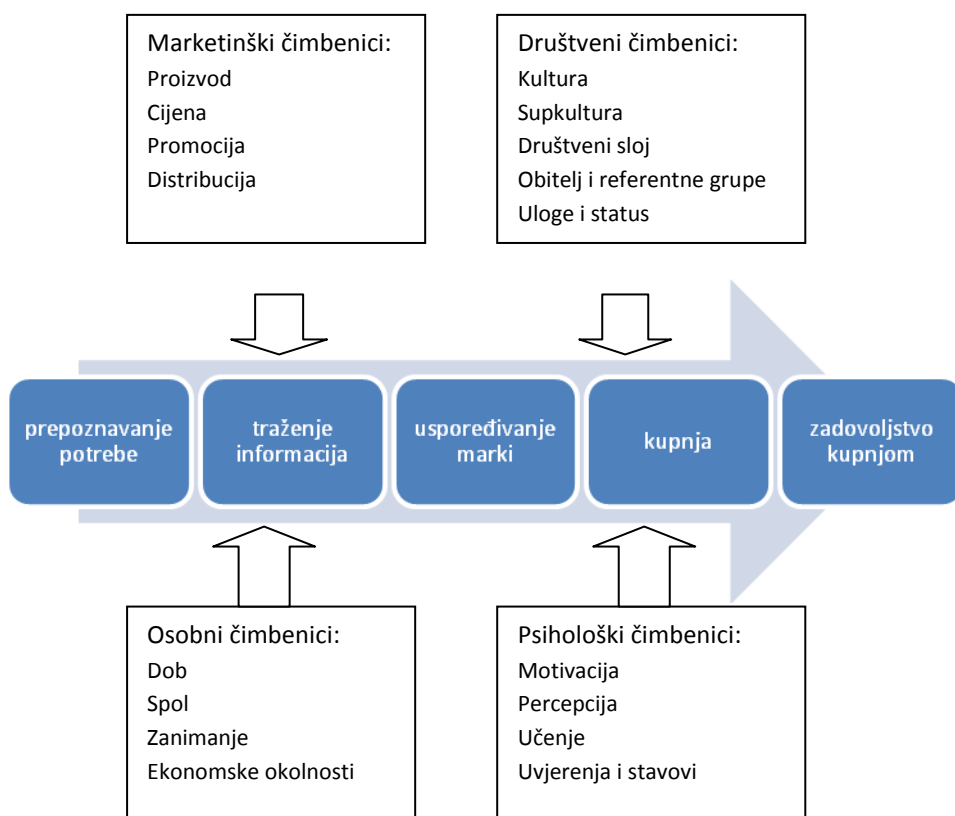 Marketinški čimbenici:
Proizvod
Cijena
Promocija
Distribucija
Društveni čimbenici:
Kultura
Supkultura
Društveni sloj
Obitelj i referentne grupe
Uloge i status
prepoznavanje
potrebe
traženje
informacija
uspoređivanje
marki
kupnja
zadovoljstvo
kupnjom
Osobni čimbenici:
Dob
Spol
Zanimanje
Ekonomske okolnosti
Psihološki čimbenici:
Motivacija
Percepcija
Učenje
Uvjerenja i stavovi